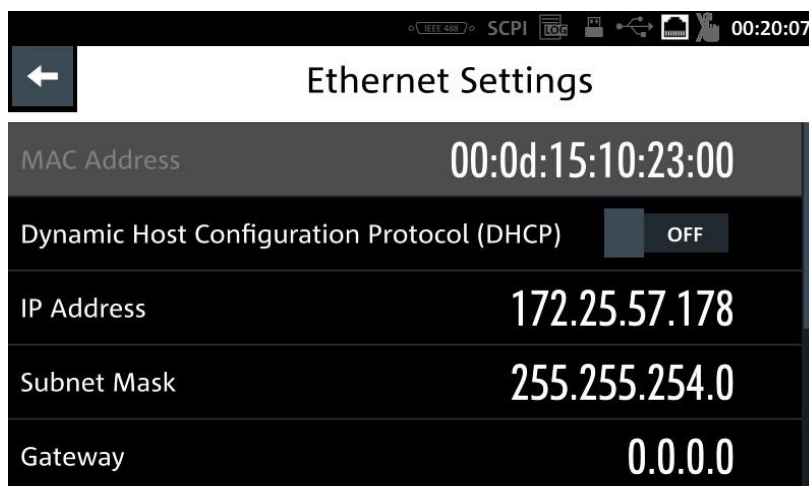 IEEE 488 SCPI LOG 00:20:07
Ethernet Settings
MAC Address 00:0d:15:10:23:00
Dynamic Host Configuration Protocol (DHCP) OFF
IP Address 172.25.57.178
Subnet Mask 255.255.254.0
Gateway 0.0.0.0